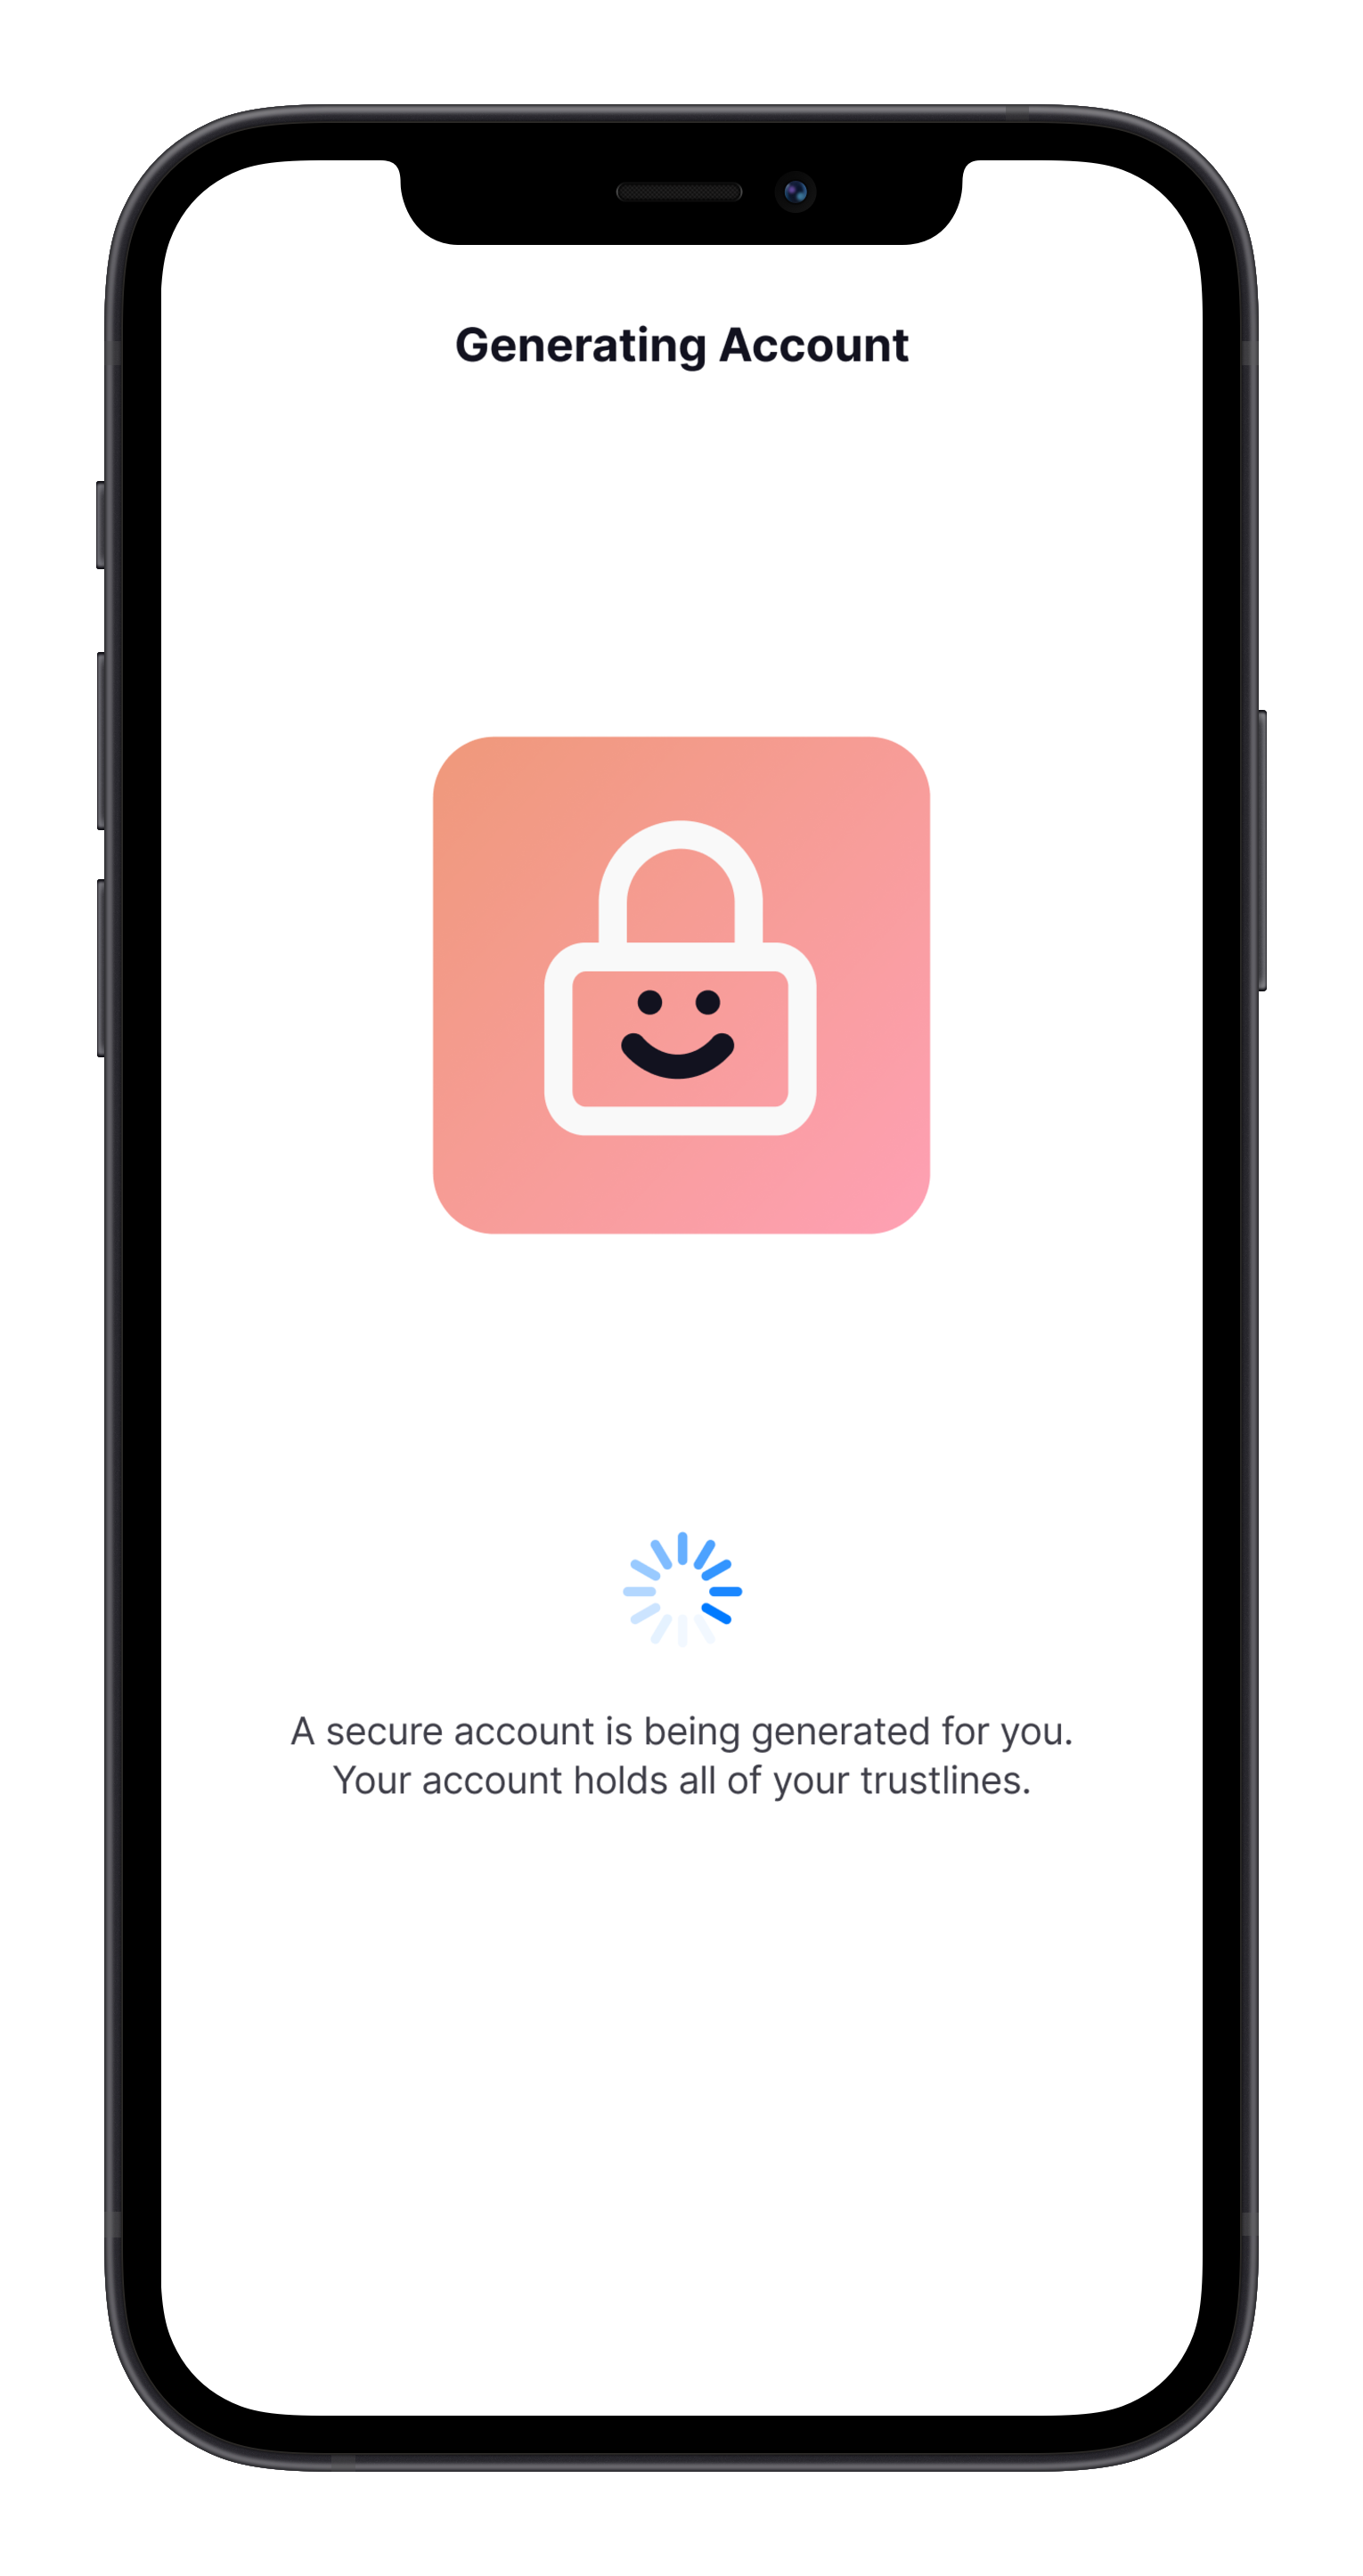 Generating Account
A secure account is being generated for you.
Your account holds all of your trustlines.